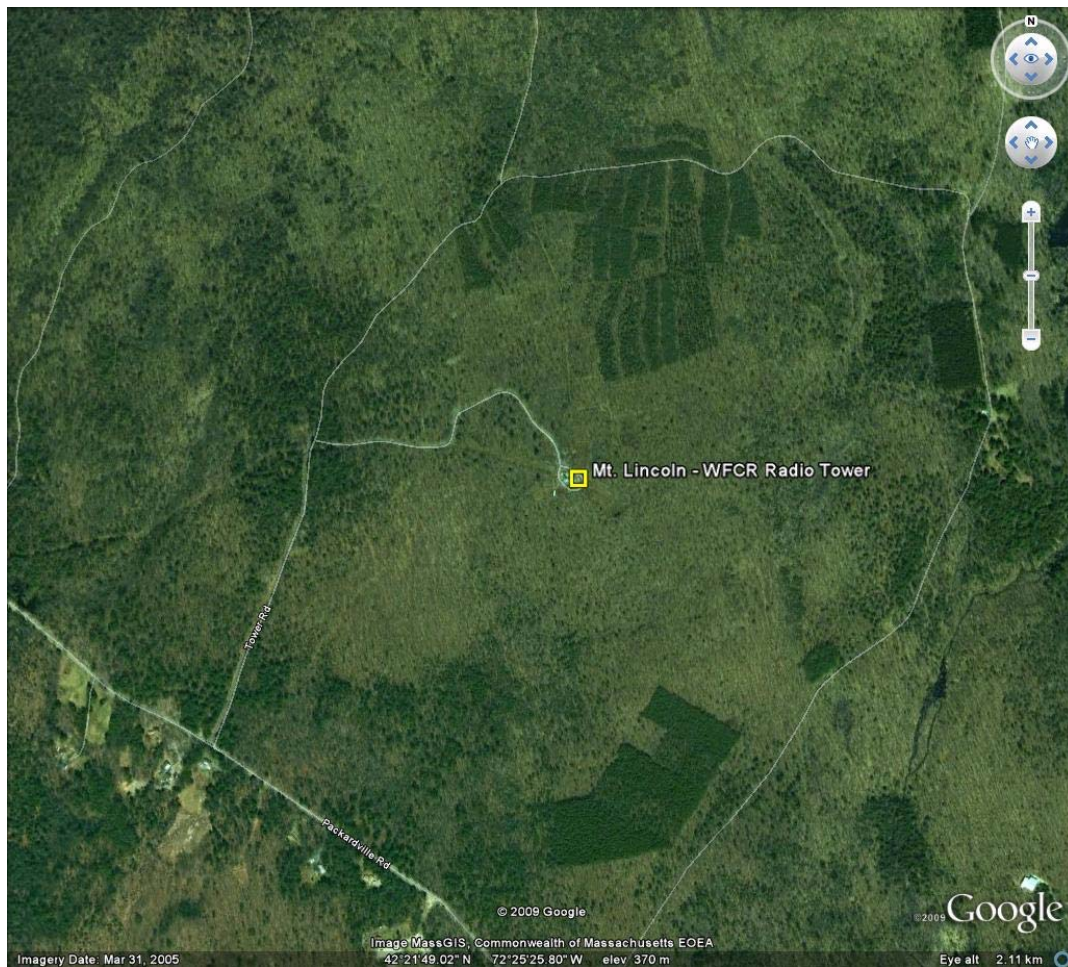 N
Mt. Lincoln - WFCR Radio Tower
Tower Rd
Packardville Rd
© 2009 Google
©2009 Google
Image MassGIS, Commonwealth of Massachusetts EOEA
Imagery Date: Mar 31, 2005 42°21'49.02" N 72°25'25.80" W elev 370 m Eye alt 2.11 km